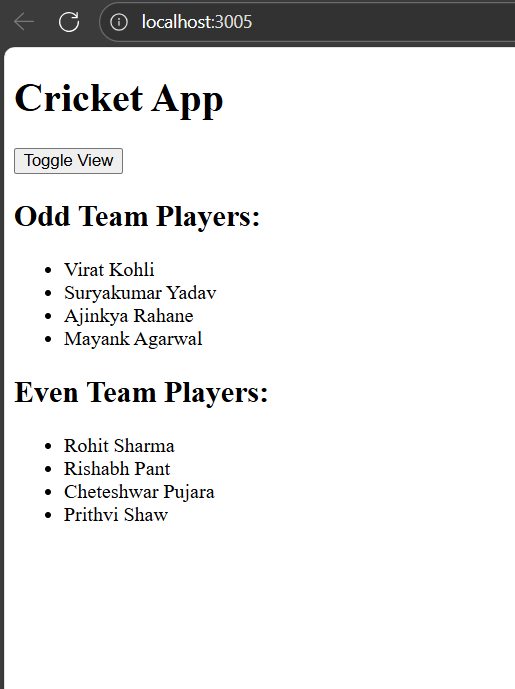 localhost:3005
Cricket App
Toggle View
Odd Team Players:
Virat Kohli
Suryakumar Yadav
Ajinkya Rahane
Mayank Agarwal
Even Team Players:
Rohit Sharma
Rishabh Pant
Cheteshwar Pujara
Prithvi Shaw